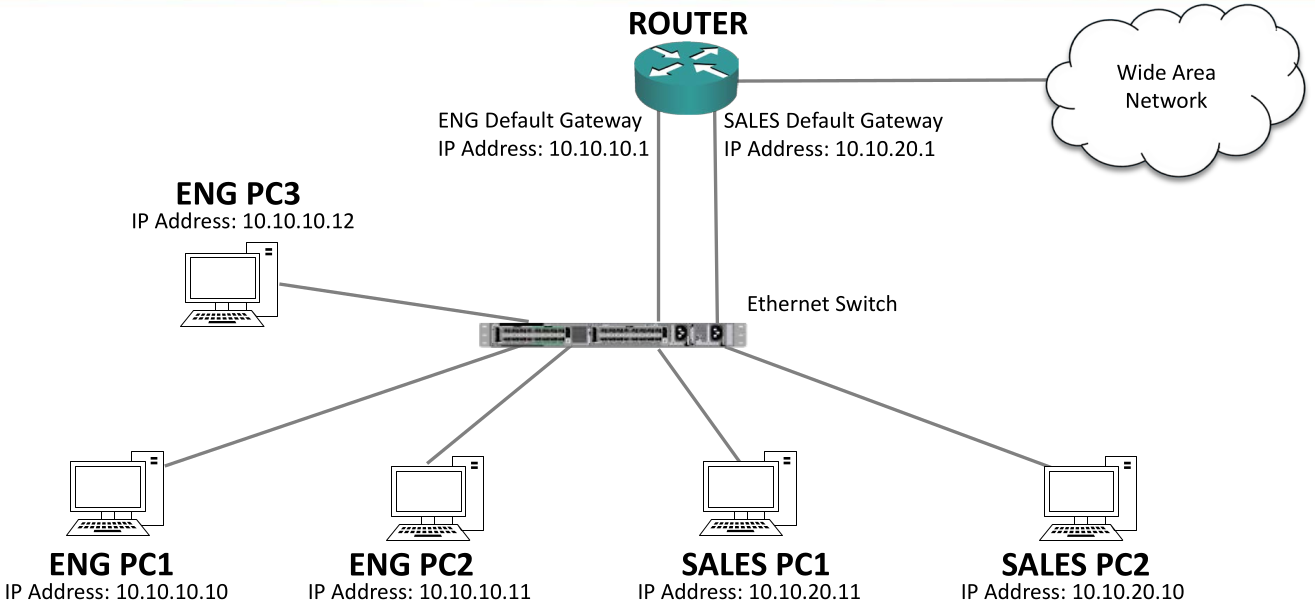 ROUTER
Wide Area
Network
ENG Default Gateway
IP Address: 10.10.10.1
SALES Default Gateway
IP Address: 10.10.20.1
ENG PC3
IP Address: 10.10.10.12
Ethernet Switch
ENG PC1
IP Address: 10.10.10.10
ENG PC2
IP Address: 10.10.10.11
SALES PC1
IP Address: 10.10.20.11
SALES PC2
IP Address: 10.10.20.10